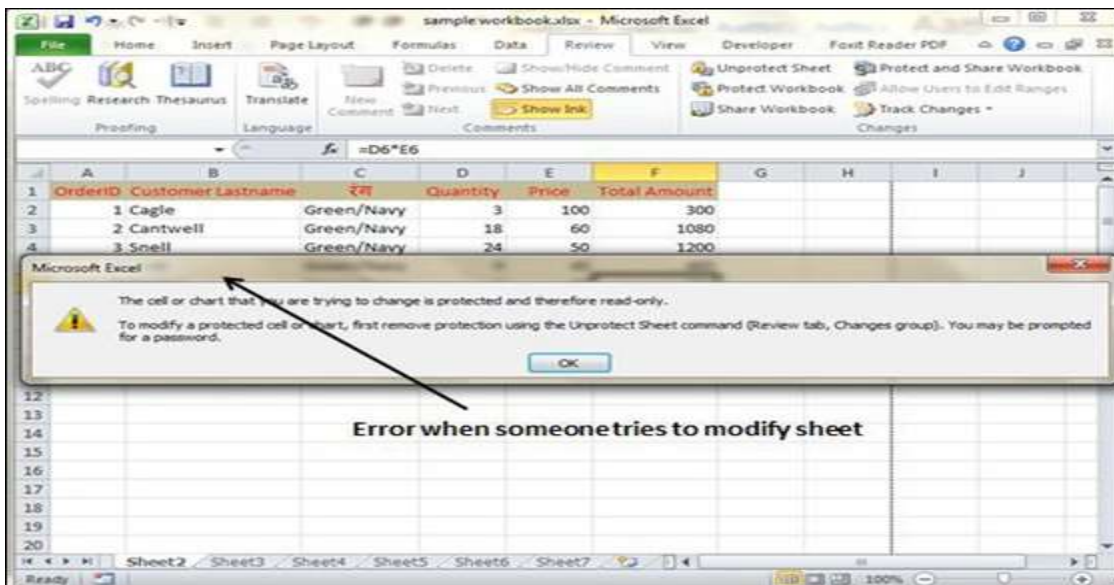 sample workbook.xlsx - Microsoft Excel
File Home Insert Page Layout Formulas Data Review View Developer Foxit Reader PDF
ABC
Spelling Research Thesaurus Translate New Comment Delete Previous Next Show/Hide Comment Show All Comments Show Ink Unprotect Sheet Protect Workbook Share Workbook Protect and Share Workbook Allow Users to Edit Ranges Track Changes
Proofing Language Comments Changes
fx =D6*E6
A B C D E F G H I J
1 OrderID Customer Lastname रंग Quantity Price Total Amount
2 1 Cagle Green/Navy 3 100 300
3 2 Cantwell Green/Navy 18 60 1080
4 3 Snell Green/Navy 24 50 1200
Microsoft Excel
The cell or chart that you are trying to change is protected and therefore read-only.
To modify a protected cell or chart, first remove protection using the Unprotect Sheet command (Review tab, Changes group). You may be prompted
for a password.
OK
12
13
Error when someone tries to modify sheet
14
15
16
17
18
19
20
Sheet2 Sheet3 Sheet4 Sheet5 Sheet6 Sheet7
Ready 100%